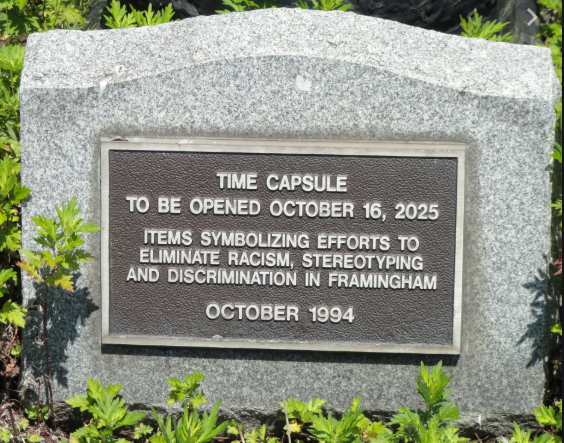 TIME CAPSULE
TO BE OPENED OCTOBER 16, 2025
ITEMS SYMBOLIZING EFFORTS TO
ELIMINATE RACISM, STEREOTYPING
AND DISCRIMINATION IN FRAMINGHAM
OCTOBER 1994